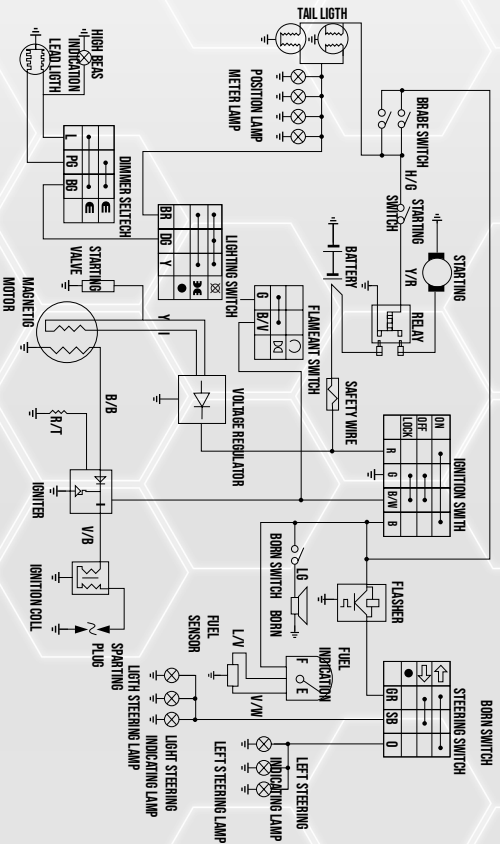 TAIL LIGTH
HIGH BEAS
INDICATION
LEAD LIGTH
POSITION LAMP
METER LAMP
BRABE SWITCH
H/G
STARTING
SWITCH
STARTING
Y/R
BATTERY
RELAY
L
PG
BG
DIMMER SELTECH
BR
DG
Y
LIGHTING SWITCH
STARTING
VALVE
MAGNETIG
MOTOR
Y
I
G
B/V
FLAMEANT SWITCH
SAFETY WIRE
VOLTAGE REGULATOR
ON
OFF
LOCK
R
G
B/W
B
IGNITION SMITH
B/B
R/T
IGNITER
I
V/B
IGNITION COLL
SPARTING
PLUG
BORN SWITCH
LG
BORN
FLASHER
FUEL
SENSOR
L/V
V/W
F
E
FUEL
INDICATION
GR
SB
O
STEERING SWITCH
BORN SWITCH
LIGTH STEERING LAMP
LIGHT STEERING
INDICATING LAMP
LEFT STEERING LAMP
LEFT STEERING
INDICATING LAMP